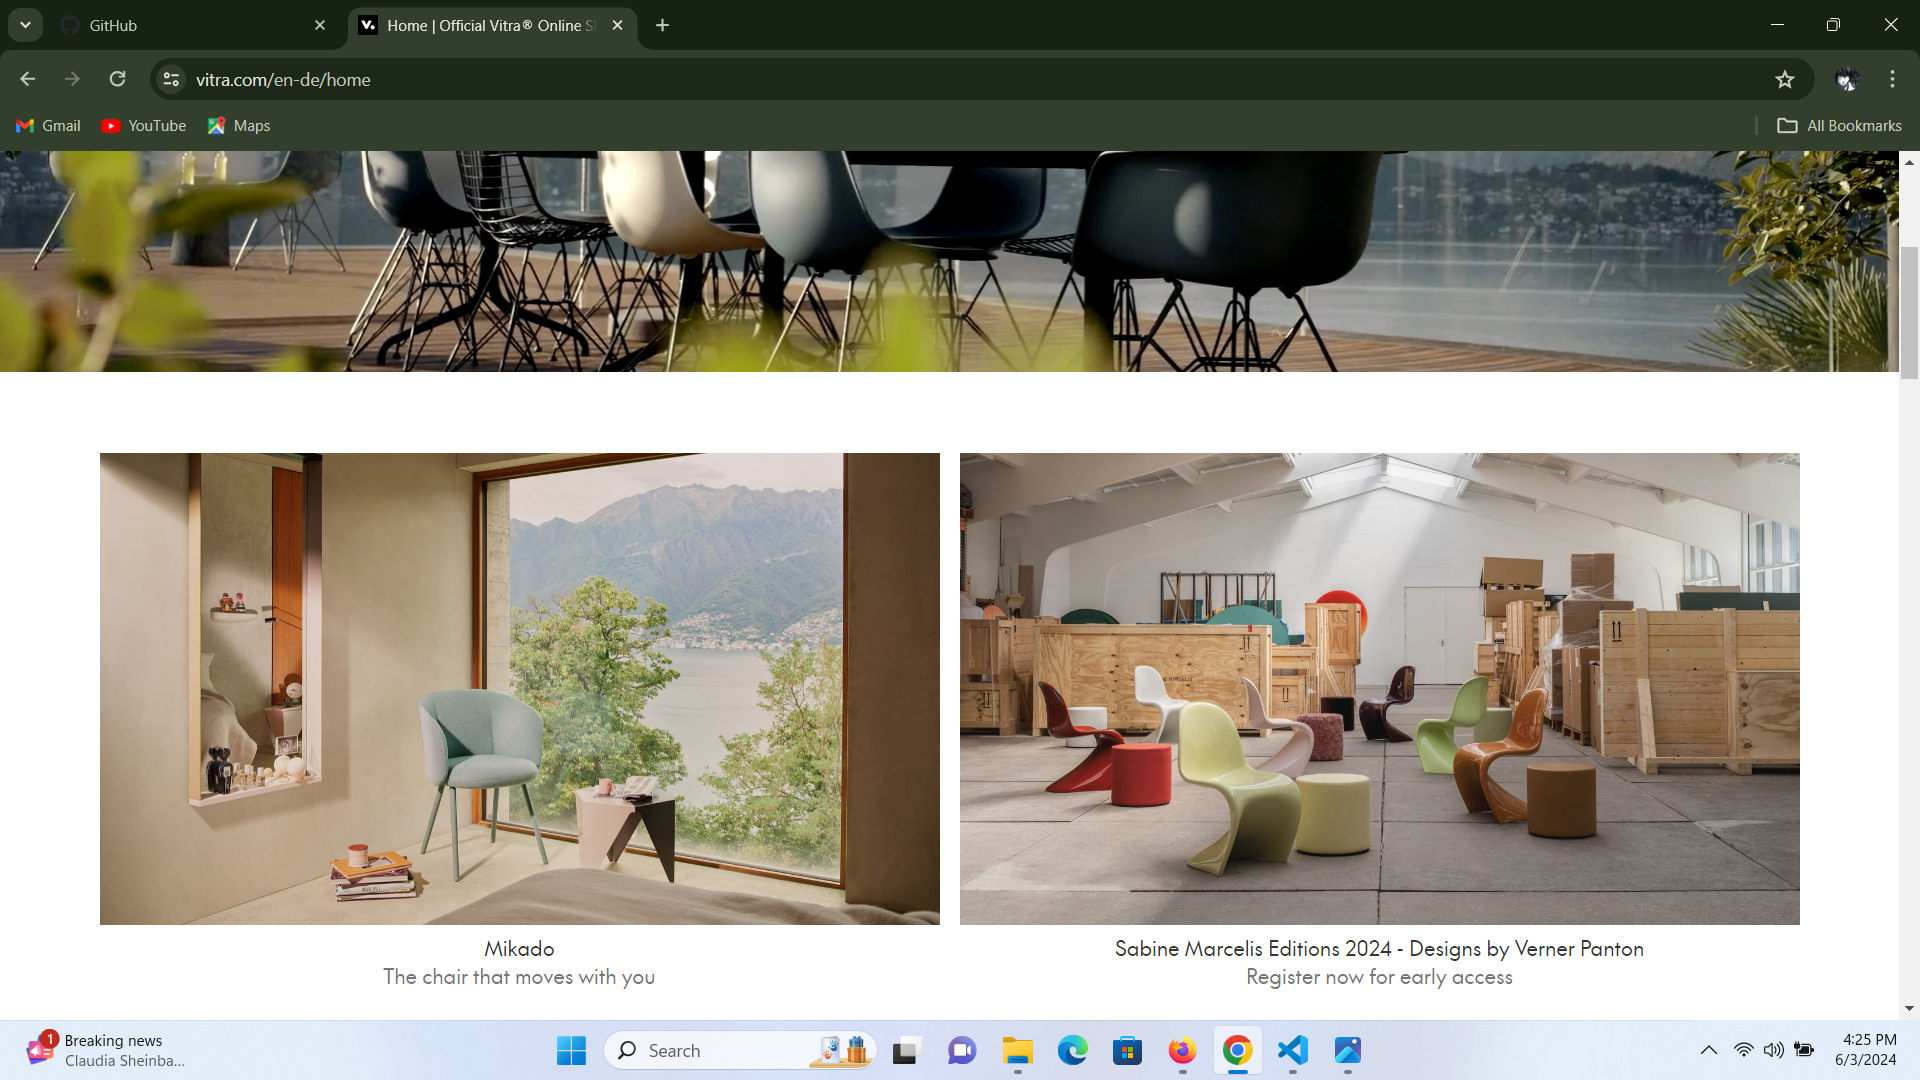 GitHub
V. Home | Official Vitra® Online S
vitra.com/en-de/home
Gmail YouTube Maps All Bookmarks
Mikado
The chair that moves with you
Sabine Marcelis Editions 2024 - Designs by Verner Panton
Register now for early access
1
Breaking news
Claudia Sheinba...
Search
4:25 PM
6/3/2024